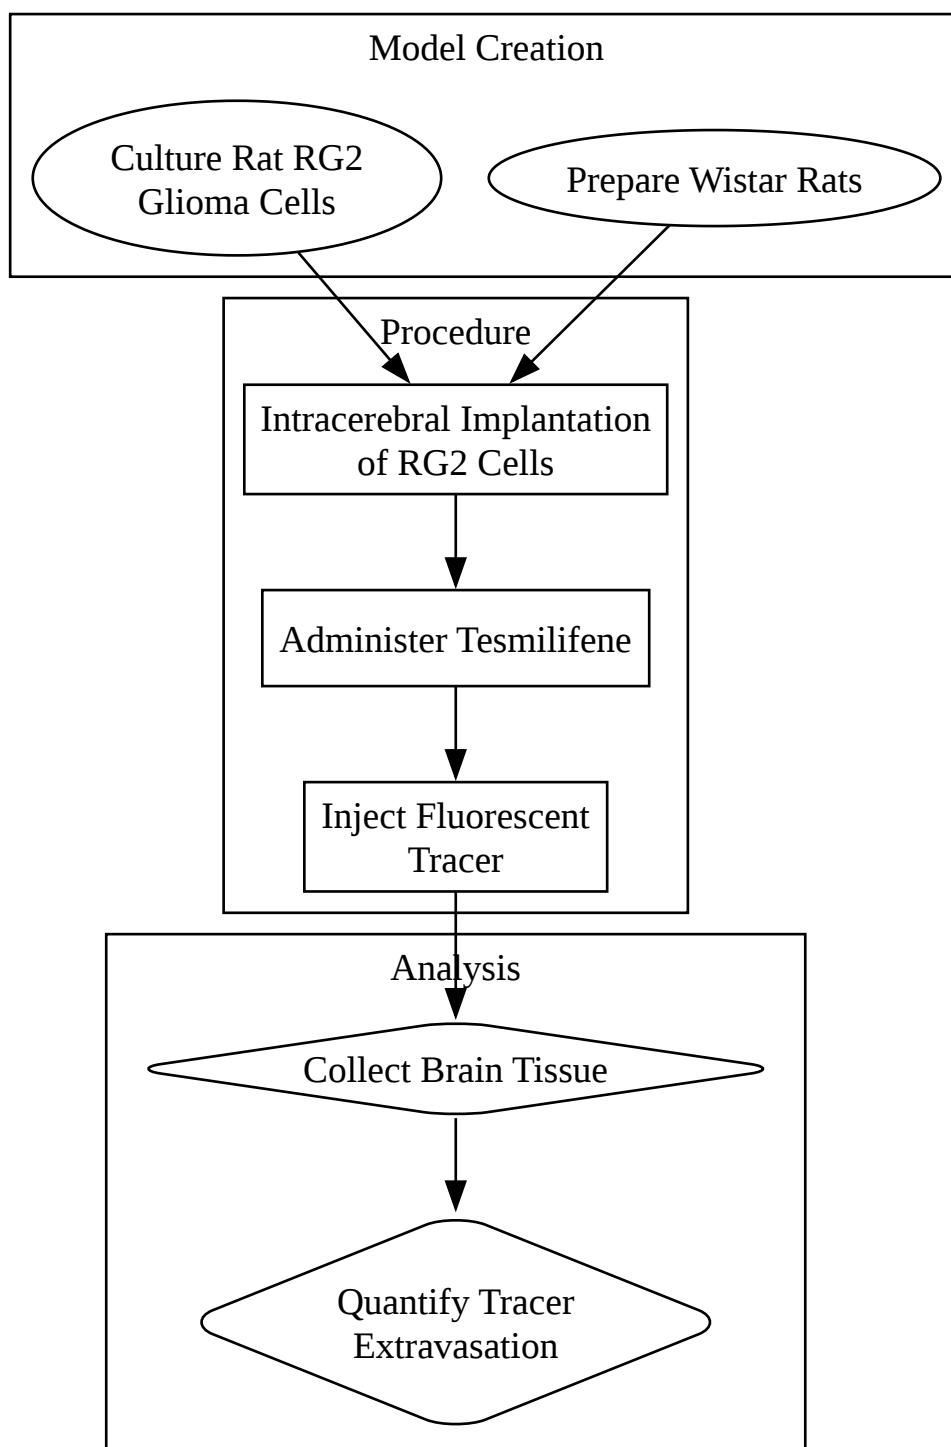 Model Creation
Culture Rat RG2
Glioma Cells
Prepare Wistar Rats
Procedure
Intracerebral Implantation
of RG2 Cells
Administer Tesmilifene
Inject Fluorescent
Tracer
Analysis
Collect Brain Tissue
Quantify Tracer
Extravasation